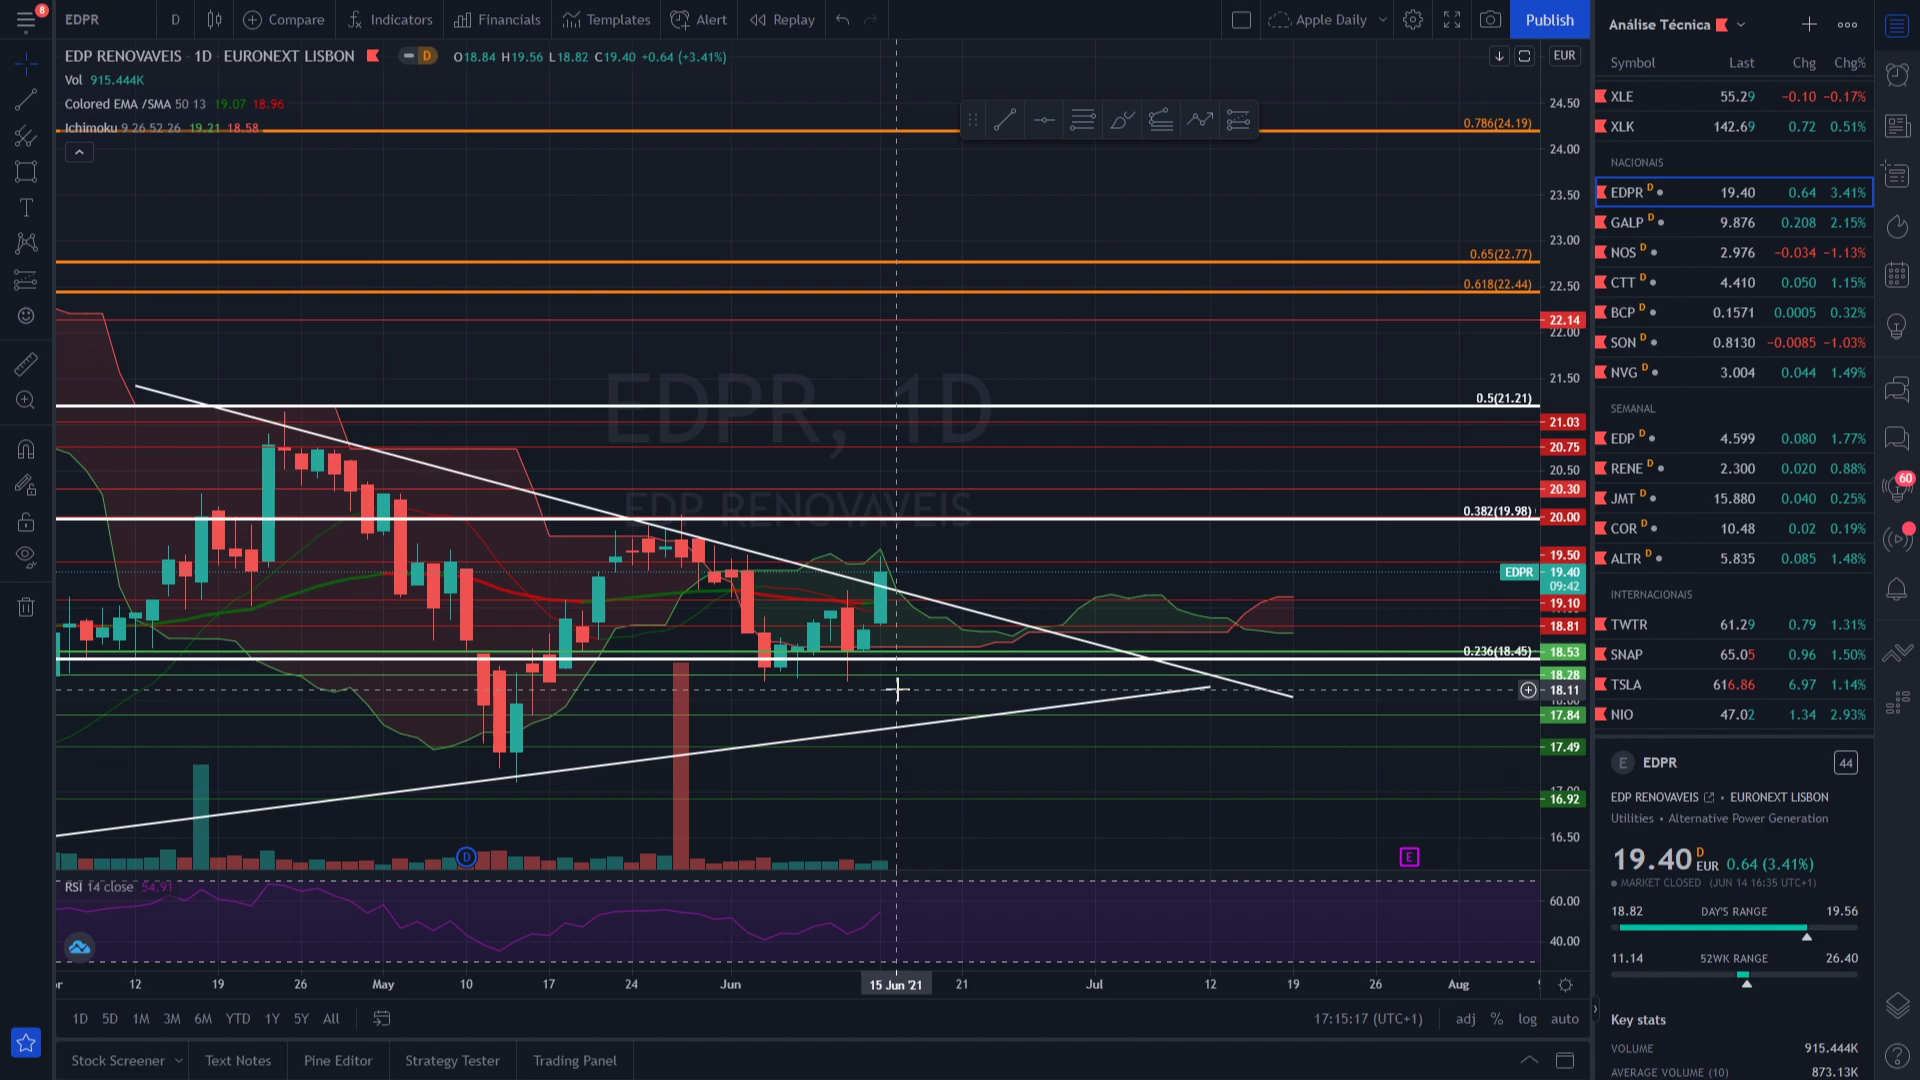 8
EDPR D Compare Indicators Financials Templates Alert Replay Apple Daily Publish
EDP RENOVAVEIS · 1D · EURONEXT LISBON D O18.84 H19.56 L18.82 C19.40 +0.64 (+3.41%) EUR
Vol 915.444K
Colored EMA /SMA 50 13 19.07 18.96
Ichimoku 9 26 52 26 19.21 18.58
EDPR, 1D
EDP RENOVAVEIS
0.786(24.19)
0.65(22.77)
0.618(22.44)
0.5(21.21)
0.382(19.98)
0.236(18.45)
24.50
24.00
23.50
23.00
22.50
22.14
22.00
21.50
21.03
20.75
20.50
20.30
20.00
19.50
EDPR 19.40
09:42
19.10
18.81
18.53
18.28
18.11
18.00
17.84
17.49
17.00
16.92
16.50
D
E
RSI 14 close 54.91
60.00
40.00
12 19 26 May 10 17 24 Jun 15 Jun '21 21 Jul 12 19 26 Aug
1D 5D 1M 3M 6M YTD 1Y 5Y All 17:15:17 (UTC+1) adj % log auto
Stock Screener Text Notes Pine Editor Strategy Tester Trading Panel
Análise Técnica
Symbol Last Chg Chg%
XLE 55.29 −0.10 −0.17%
XLK 142.69 0.72 0.51%
NACIONAIS
EDPR D 19.40 0.64 3.41%
GALP D 9.876 0.208 2.15%
NOS D 2.976 −0.034 −1.13%
CTT D 4.410 0.050 1.15%
BCP D 0.1571 0.0005 0.32%
SON D 0.8130 −0.0085 −1.03%
NVG D 3.004 0.044 1.49%
SEMANAL
EDP D 4.599 0.080 1.77%
RENE D 2.300 0.020 0.88%
JMT D 15.880 0.040 0.25%
COR D 10.48 0.02 0.19%
ALTR D 5.835 0.085 1.48%
INTERNACIONAIS
TWTR 61.29 0.79 1.31%
SNAP 65.05 0.96 1.50%
TSLA 616.86 6.97 1.14%
NIO 47.02 1.34 2.93%
E EDPR 44
EDP RENOVAVEIS • EURONEXT LISBON
Utilities • Alternative Power Generation
19.40 D EUR 0.64 (3.41%)
MARKET CLOSED (JUN 14 16:35 UTC+1)
18.82 DAY'S RANGE 19.56
11.14 52WK RANGE 26.40
Key stats
VOLUME 915.444K
AVERAGE VOLUME (10) 873.13K
60